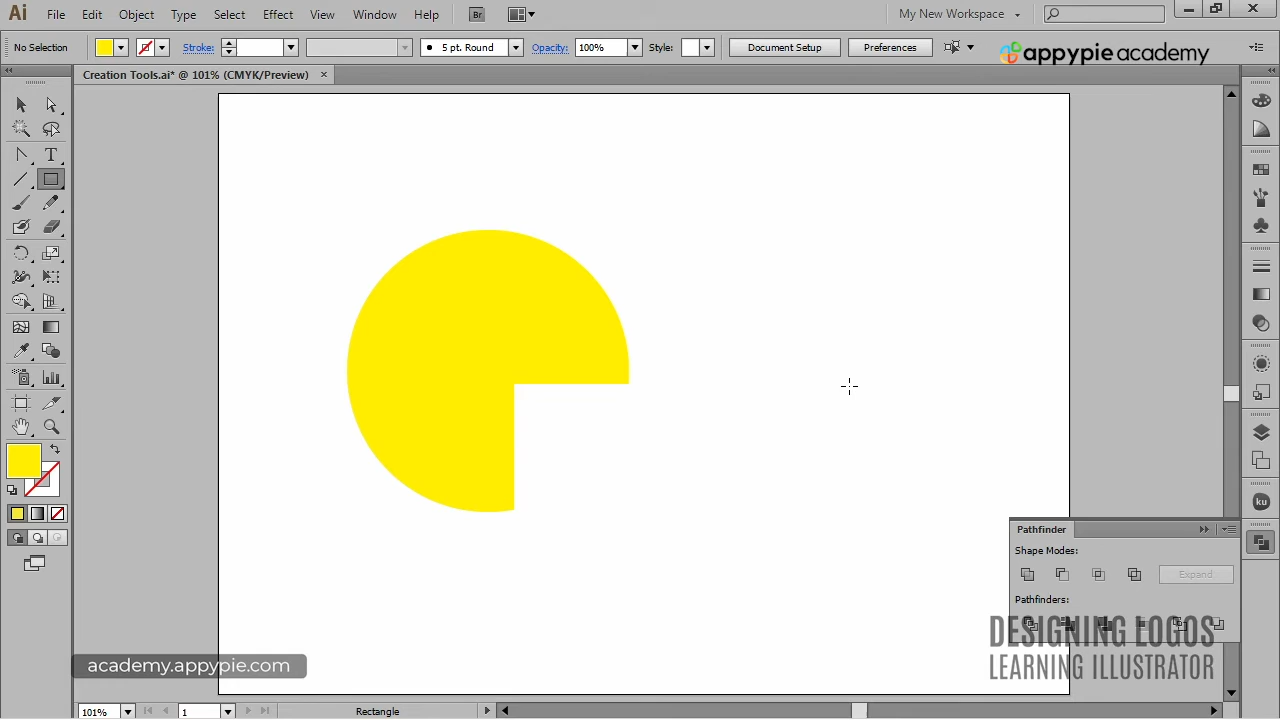 Ai File Edit Object Type Select Effect View Window Help Br My New Workspace
No Selection Stroke: 5 pt. Round Opacity: 100% Style: Document Setup Preferences appypie academy
Creation Tools.ai* @ 101% (CMYK/Preview) ×
T
ku
Pathfinder
Shape Modes:
Expand
Pathfinders:
DESIGNING LOGOS
LEARNING ILLUSTRATOR
academy.appypie.com
101% 1 Rectangle